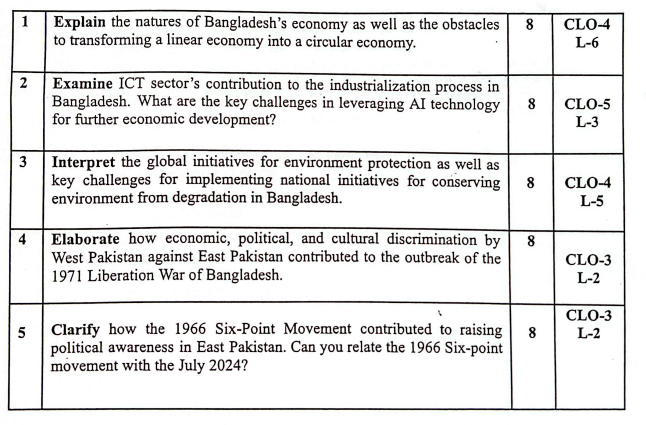 1 Explain the natures of Bangladesh's economy as well as the obstacles 8 CLO-4
to transforming a linear economy into a circular economy. L-6
2 Examine ICT sector's contribution to the industrialization process in
Bangladesh. What are the key challenges in leveraging AI technology 8 CLO-5
for further economic development? L-3
3 Interpret the global initiatives for environment protection as well as
key challenges for implementing national initiatives for conserving 8 CLO-4
environment from degradation in Bangladesh. L-5
4 Elaborate how economic, political, and cultural discrimination by 8
West Pakistan against East Pakistan contributed to the outbreak of the CLO-3
1971 Liberation War of Bangladesh. L-2
CLO-3
5 Clarify how the 1966 Six-Point Movement contributed to raising 8 L-2
political awareness in East Pakistan. Can you relate the 1966 Six-point
movement with the July 2024?